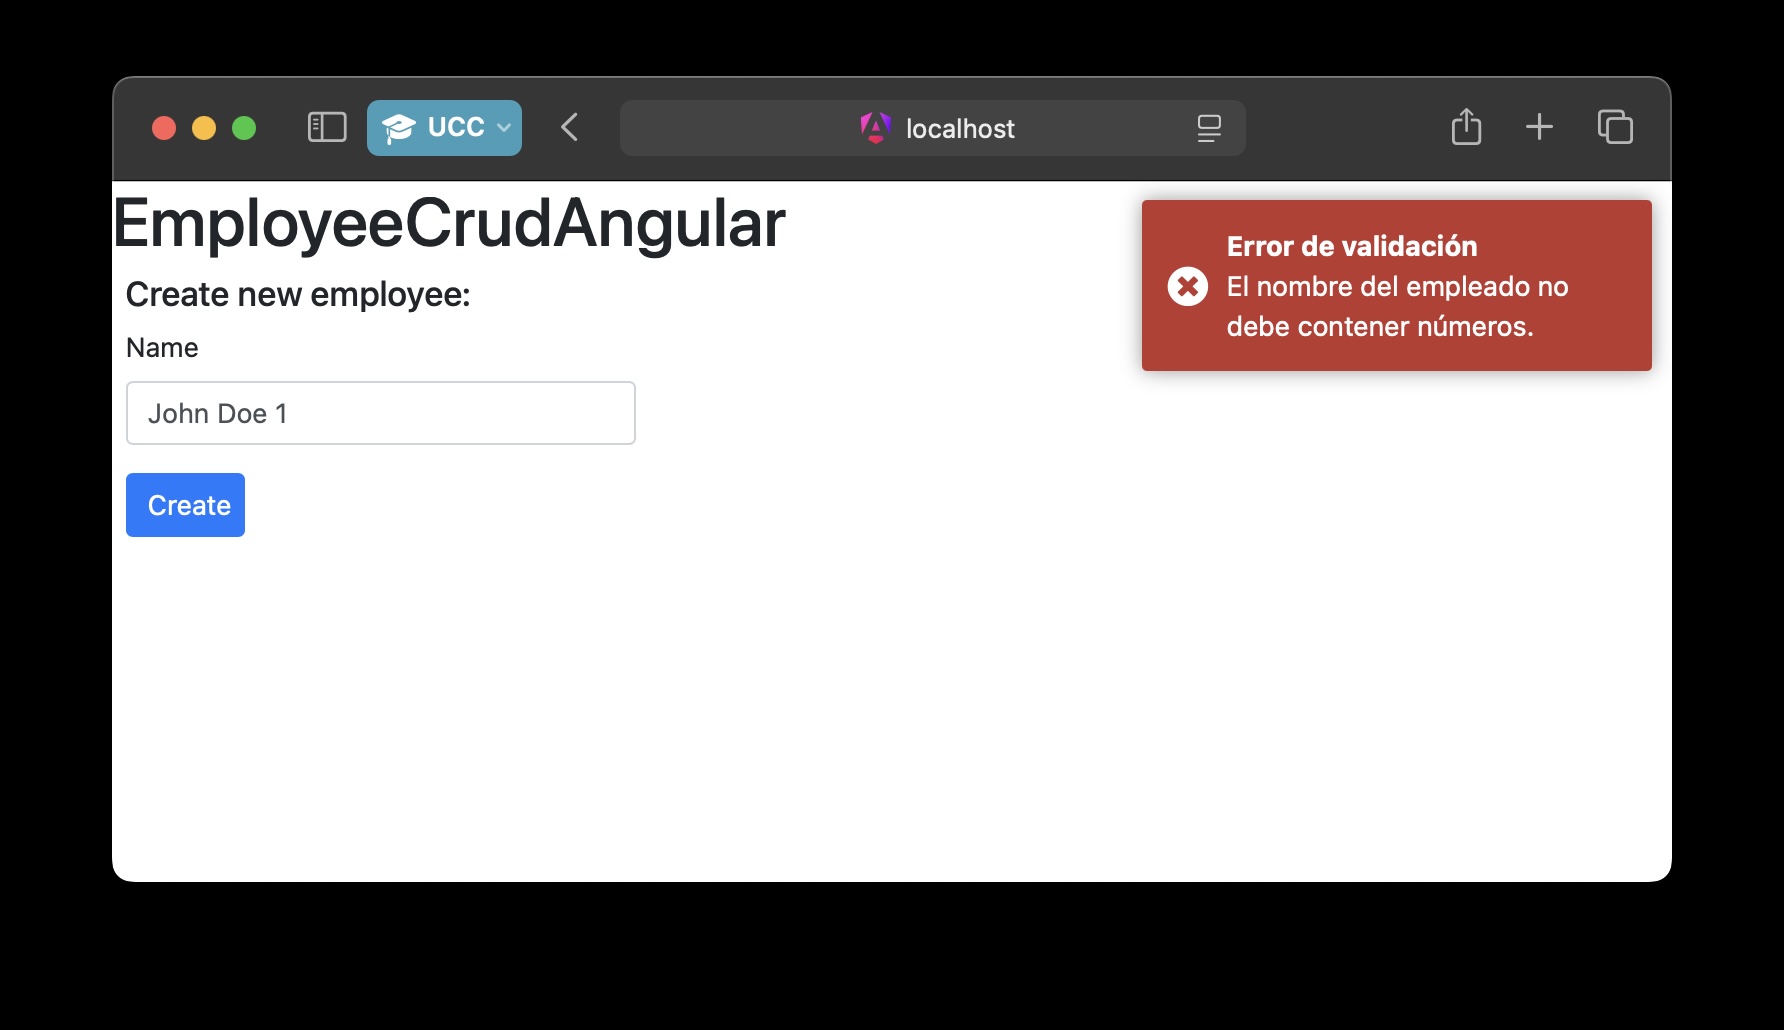 UCC
localhost
EmployeeCrudAngular
Create new employee:
Name
John Doe 1
Create
Error de validación
El nombre del empleado no
debe contener números.